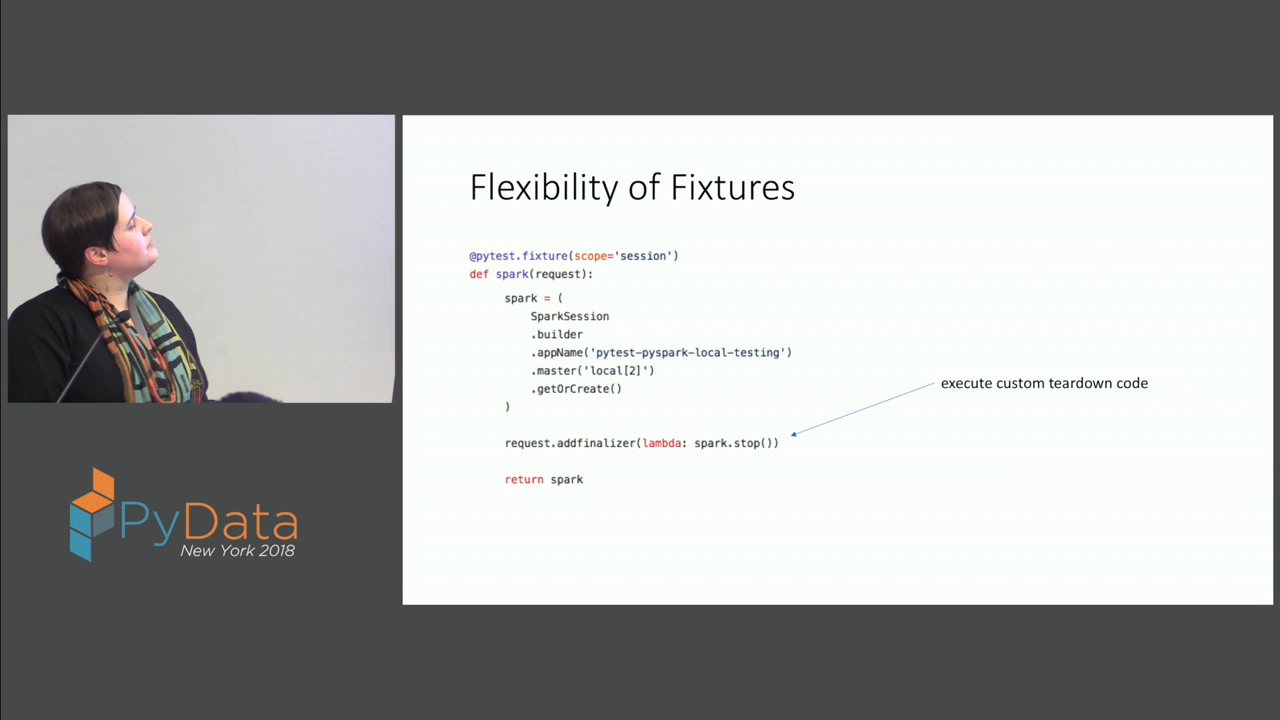 Flexibility of Fixtures
@pytest.fixture(scope='session')
def spark(request):
spark = (
SparkSession
.builder
.appName('pytest-pyspark-local-testing')
.master('local[2]')
.getOrCreate()
)
execute custom teardown code
request.addfinalizer(lambda: spark.stop())
return spark
PyData
New York 2018